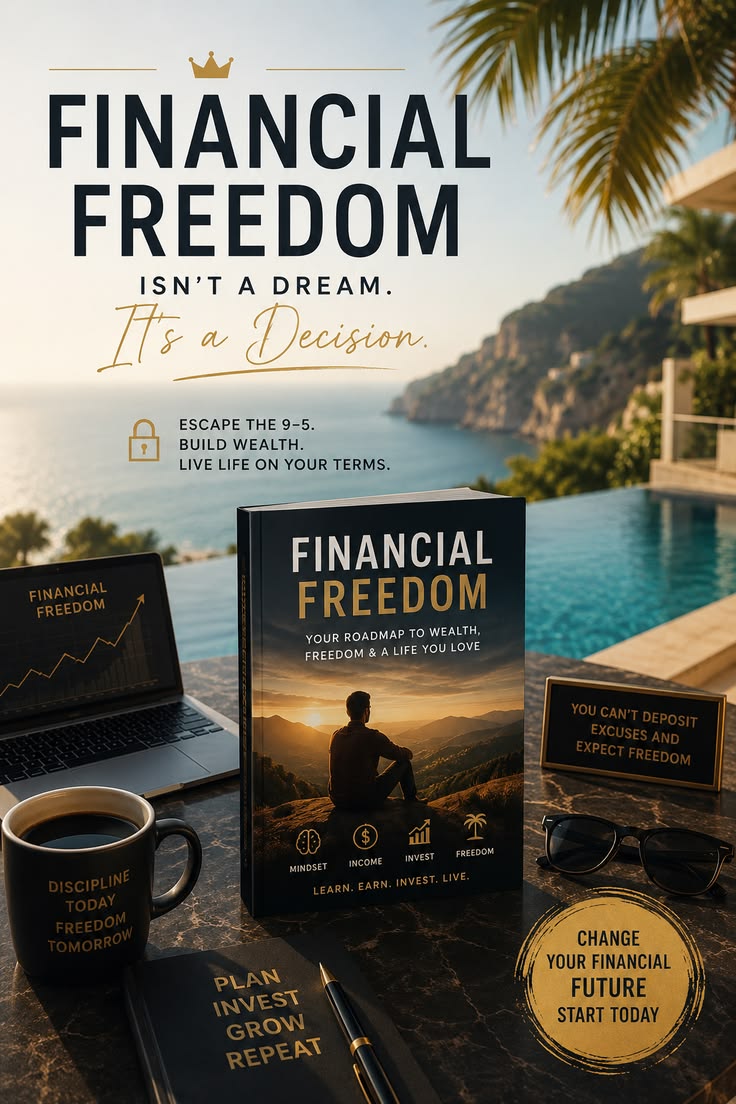 FINANCIAL
FREEDOM
ISN'T A DREAM.
It's a Decision.
ESCAPE THE 9–5.
BUILD WEALTH.
LIVE LIFE ON YOUR TERMS.
FINANCIAL
FREEDOM
FINANCIAL
FREEDOM
YOUR ROADMAP TO WEALTH,
FREEDOM & A LIFE YOU LOVE
MINDSET
INCOME
INVEST
FREEDOM
LEARN. EARN. INVEST. LIVE.
YOU CAN'T DEPOSIT
EXCUSES AND
EXPECT FREEDOM
DISCIPLINE
TODAY
FREEDOM
TOMORROW
PLAN
INVEST
GROW
REPEAT
CHANGE
YOUR FINANCIAL
FUTURE
START TODAY